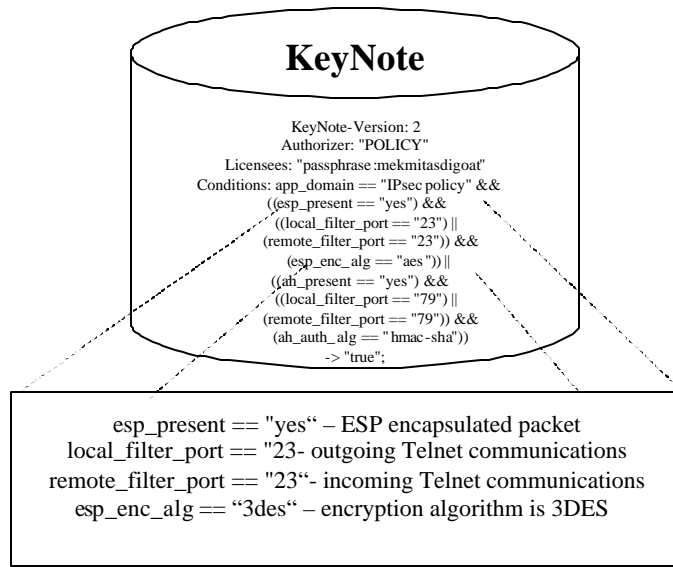 KeyNote
KeyNote-Version: 2
Authorizer: "POLICY"
Licensees: "passphrase:mekmitasdigoat"
Conditions: app_domain == "IPsec policy" &&
((esp_present == "yes") &&
((local_filter_port == "23") ||
(remote_filter_port == "23")) &&
(esp_enc_alg == "aes")) ||
((ah_present == "yes") &&
((local_filter_port == "79") ||
(remote_filter_port == "79")) &&
(ah_auth_alg == "hmac-sha"))
-> "true";
esp_present == "yes“ – ESP encapsulated packet
local_filter_port == "23- outgoing Telnet communications
remote_filter_port == "23“- incoming Telnet communications
esp_enc_alg == “3des“ – encryption algorithm is 3DES